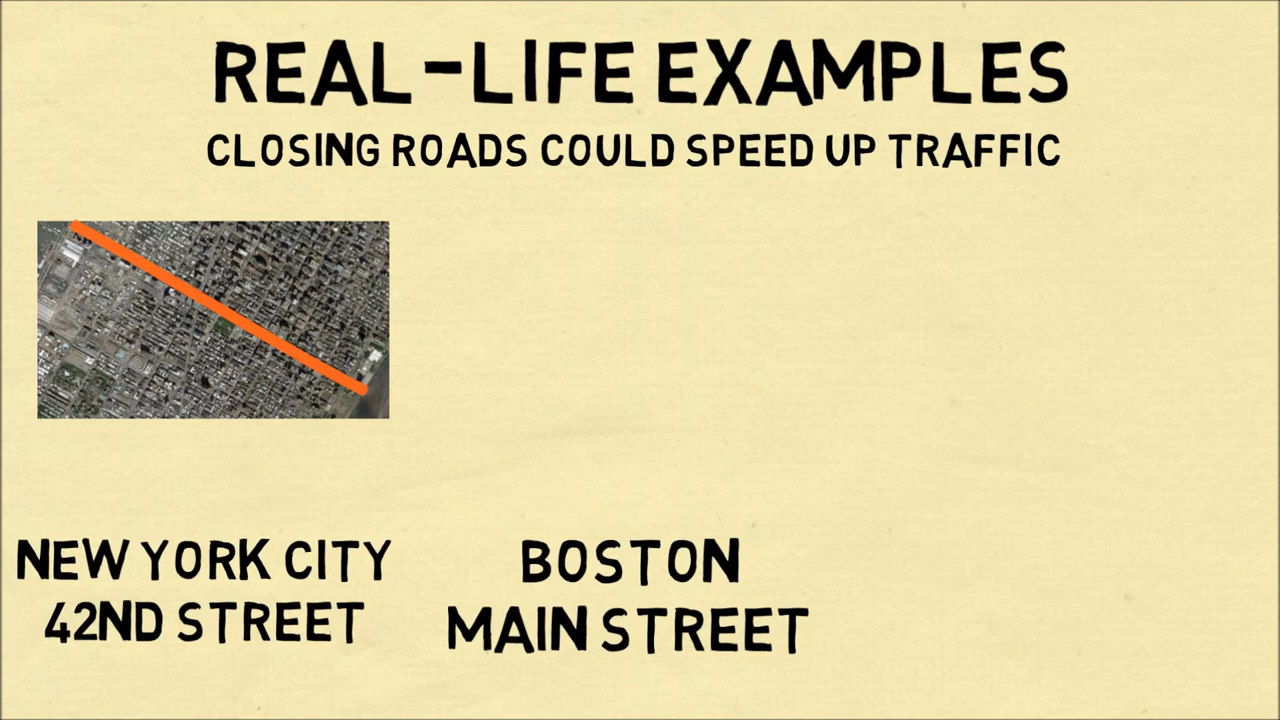 REAL-LIFE EXAMPLES
CLOSING ROADS COULD SPEED UP TRAFFIC
NEW YORK CITY
42ND STREET
BOSTON
MAIN STREET